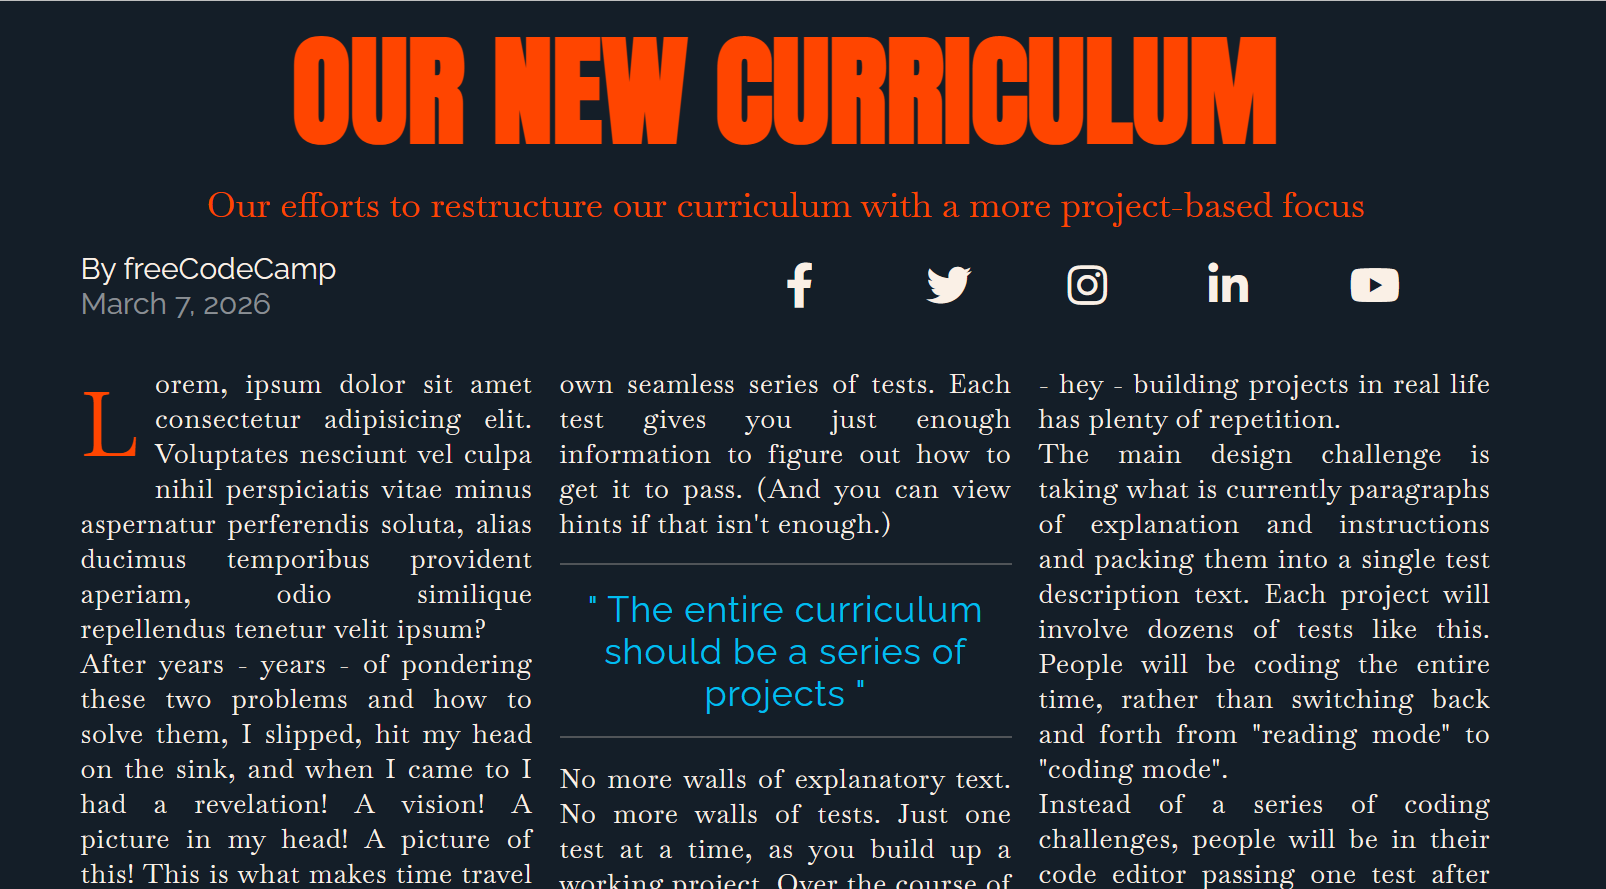 OUR NEW CURRICULUM
Our efforts to restructure our curriculum with a more project-based focus
By freeCodeCamp
March 7, 2026
Lorem, ipsum dolor sit amet
consectetur adipisicing elit.
Voluptates nesciunt vel culpa
nihil perspiciatis vitae minus
aspernatur perferendis soluta, alias
ducimus temporibus provident
aperiam, odio similique
repellendus tenetur velit ipsum?
After years - years - of pondering
these two problems and how to
solve them, I slipped, hit my head
on the sink, and when I came to I
had a revelation! A vision! A
picture in my head! A picture of
this! This is what makes time travel
own seamless series of tests. Each
test gives you just enough
information to figure out how to
get it to pass. (And you can view
hints if that isn't enough.)
" The entire curriculum
should be a series of
projects "
No more walls of explanatory text.
No more walls of tests. Just one
test at a time, as you build up a
working project. Over the course of
- hey - building projects in real life
has plenty of repetition.
The main design challenge is
taking what is currently paragraphs
of explanation and instructions
and packing them into a single test
description text. Each project will
involve dozens of tests like this.
People will be coding the entire
time, rather than switching back
and forth from "reading mode" to
"coding mode".
Instead of a series of coding
challenges, people will be in their
code editor passing one test after